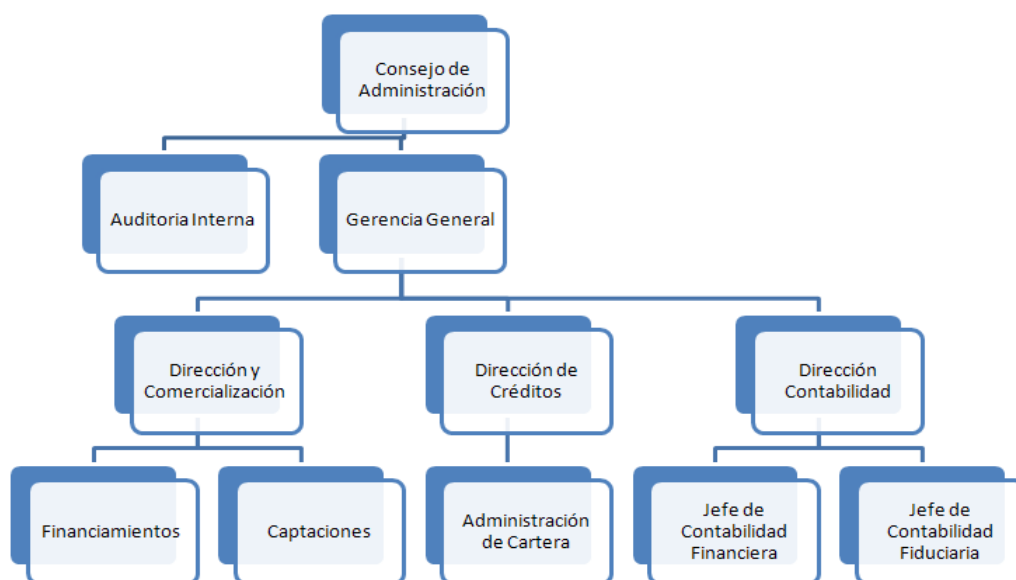 Consejo de
Administración
Auditoria Interna
Gerencia General
Dirección y
Comercialización
Dirección de
Créditos
Dirección
Contabilidad
Financiamientos
Captaciones
Administración
de Cartera
Jefe de
Contabilidad
Financiera
Jefe de
Contabilidad
Fiduciaria